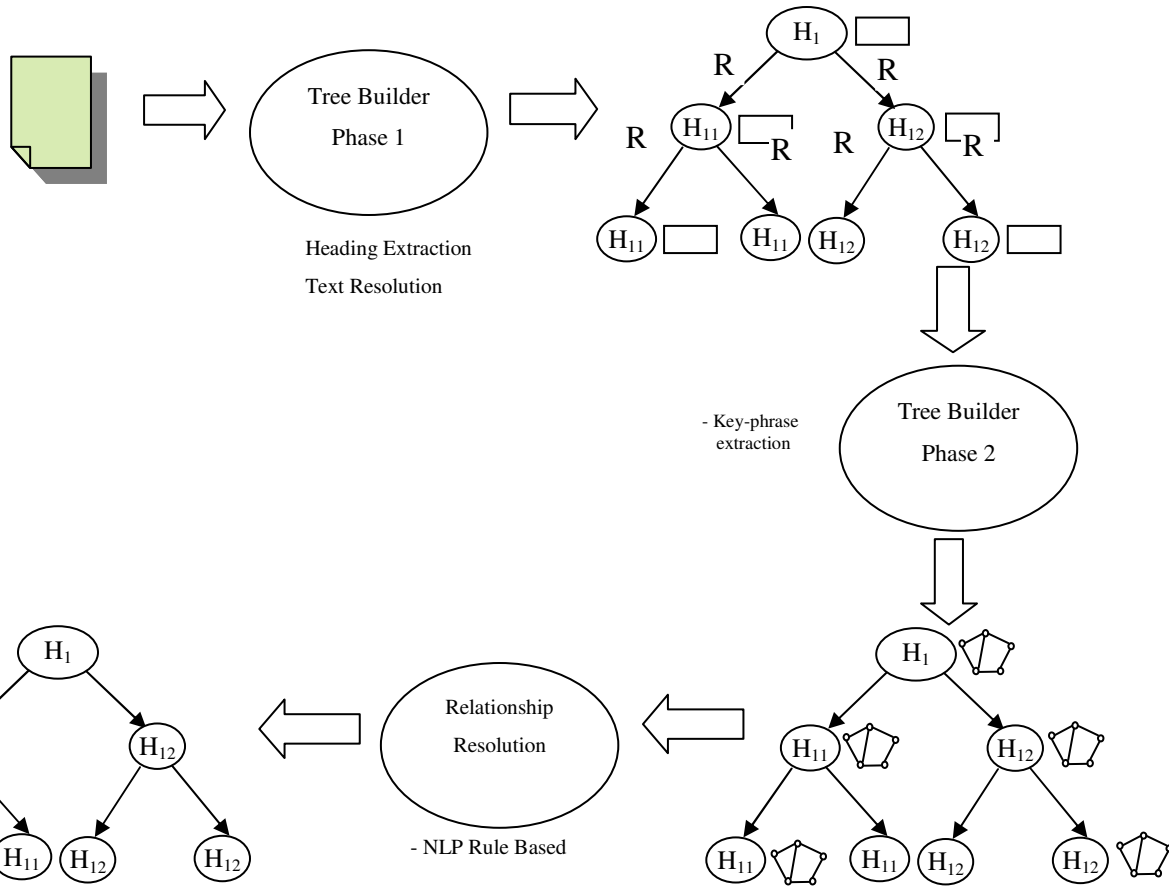 H₁
R
R
Tree Builder
Phase 1
R
H₁₁
R
R
H₁₂
R
H₁₁
H₁₁
H₁₂
H₁₂
Heading Extraction
Text Resolution
- Key-phrase
extraction
Tree Builder
Phase 2
H₁
H₁₁
H₁₂
H₁₁
H₁₁
H₁₂
H₁₂
Relationship
Resolution
- NLP Rule Based
H₁
H₁₂
H₁₁
H₁₂
H₁₂